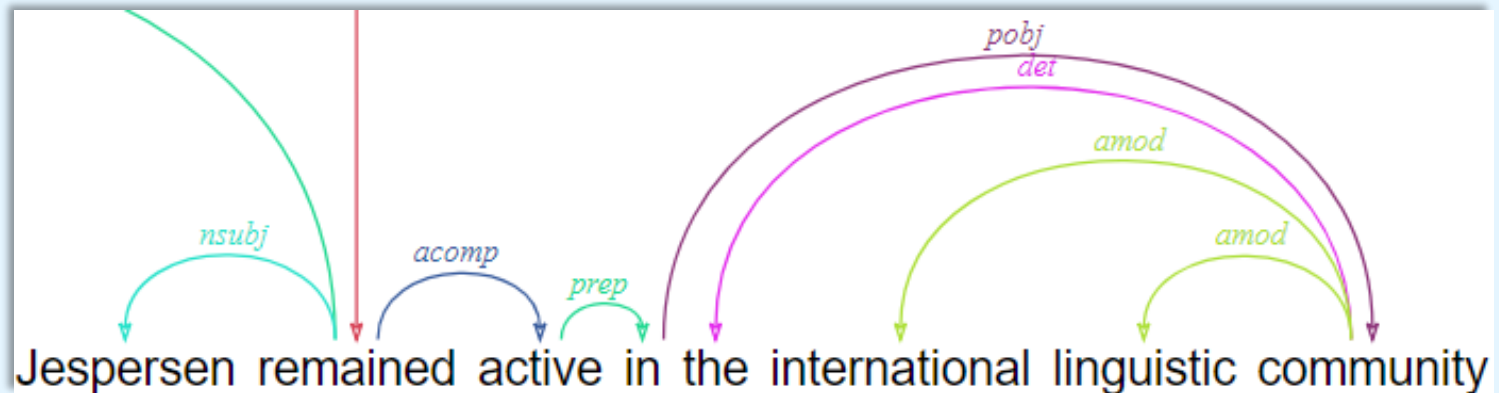 pobj
det
amod
nsubj
amod
acomp
prep
Jespersen remained active in the international linguistic community